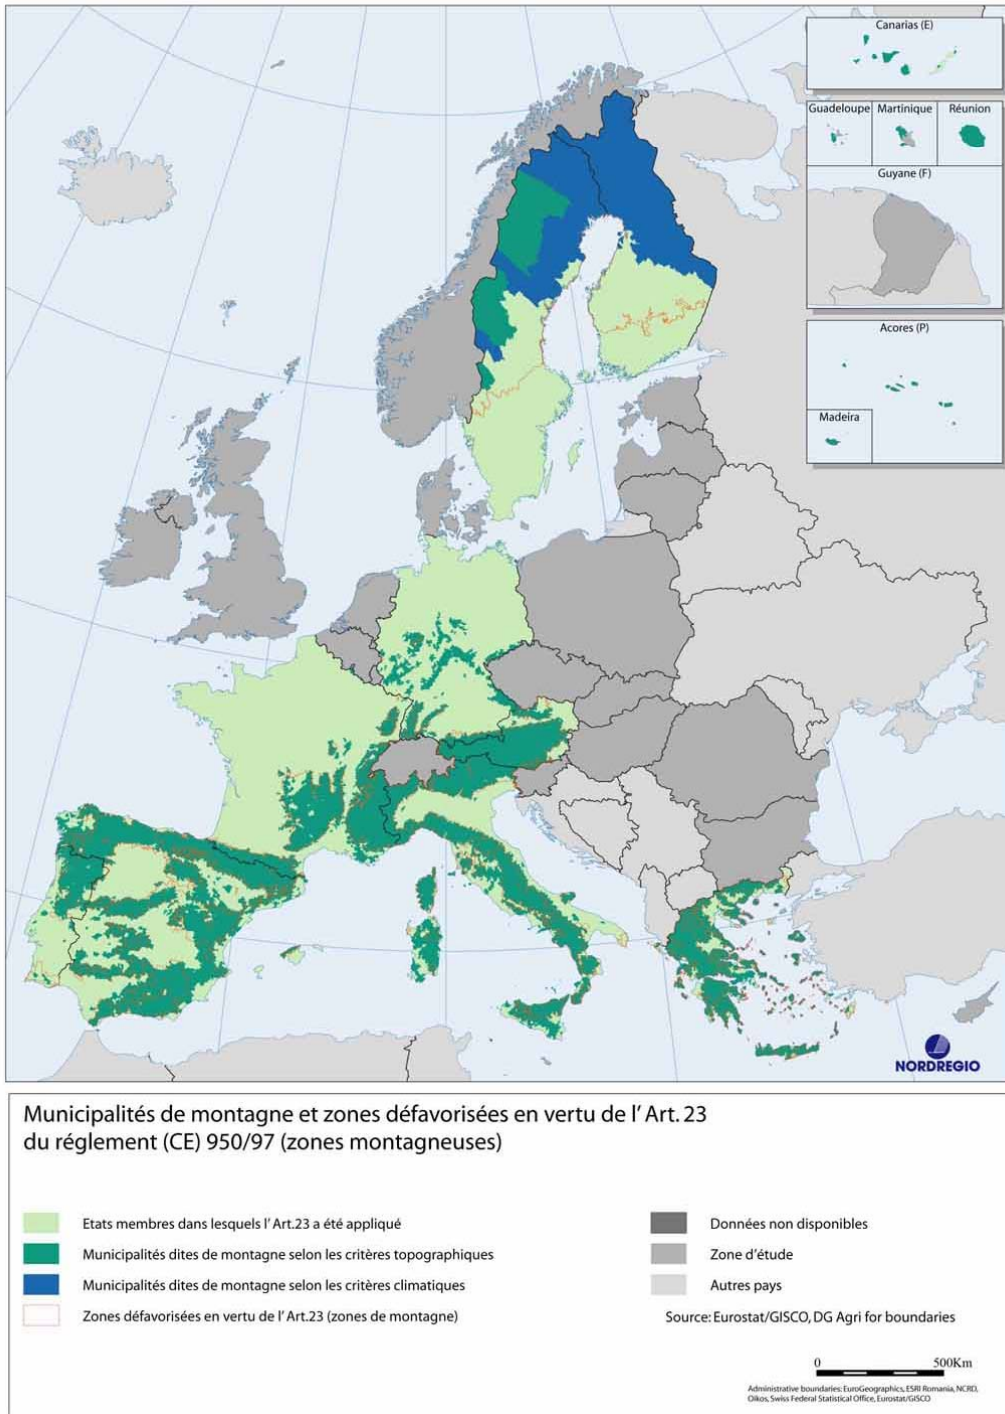 Canarias (E)
Guadeloupe
Martinique
Réunion
Guyane (F)
Acores (P)
Madeira
NORDREGIO
Municipalités de montagne et zones défavorisées en vertu de l'Art. 23
du réglement (CE) 950/97 (zones montagneuses)
Etats membres dans lesquels l'Art.23 a été appliqué
Municipalités dites de montagne selon les critères topographiques
Municipalités dites de montagne selon les critères climatiques
Zones défavorisées en vertu de l'Art.23 (zones de montagne)
Données non disponibles
Zone d'étude
Autres pays
Source: Eurostat/GISCO, DG Agri for boundaries
0 500Km
Administrative boundaries: EuroGeographics, ESRI Romania, NCRD,
Oikos, Swiss Federal Statistical Office, Eurostat/GISCO